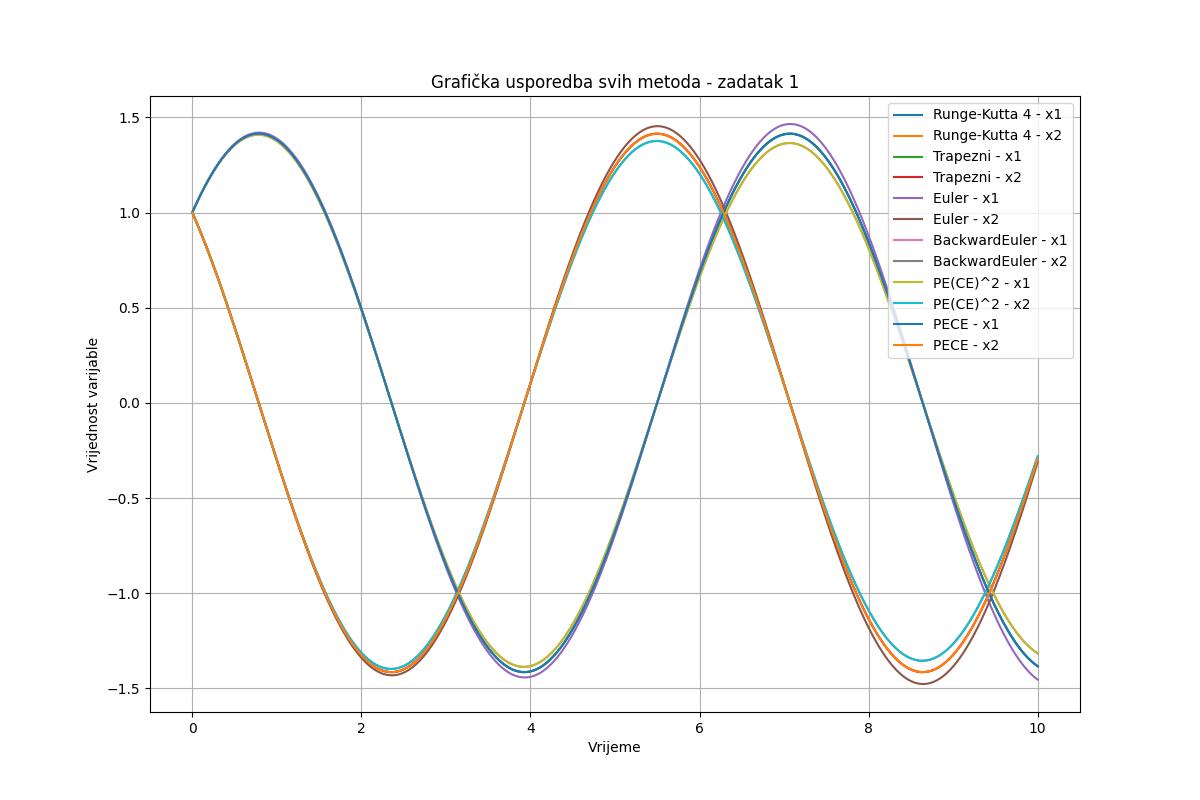 Grafička usporedba svih metoda - zadatak 1
Runge-Kutta 4 - x1
Runge-Kutta 4 - x2
Trapezni - x1
Trapezni - x2
Euler - x1
Euler - x2
BackwardEuler - x1
BackwardEuler - x2
PE(CE)^2 - x1
PE(CE)^2 - x2
PECE - x1
PECE - x2
1.5
1.0
0.5
0.0
−0.5
−1.0
−1.5
Vrijednost varijable
0 2 4 6 8 10
Vrijeme